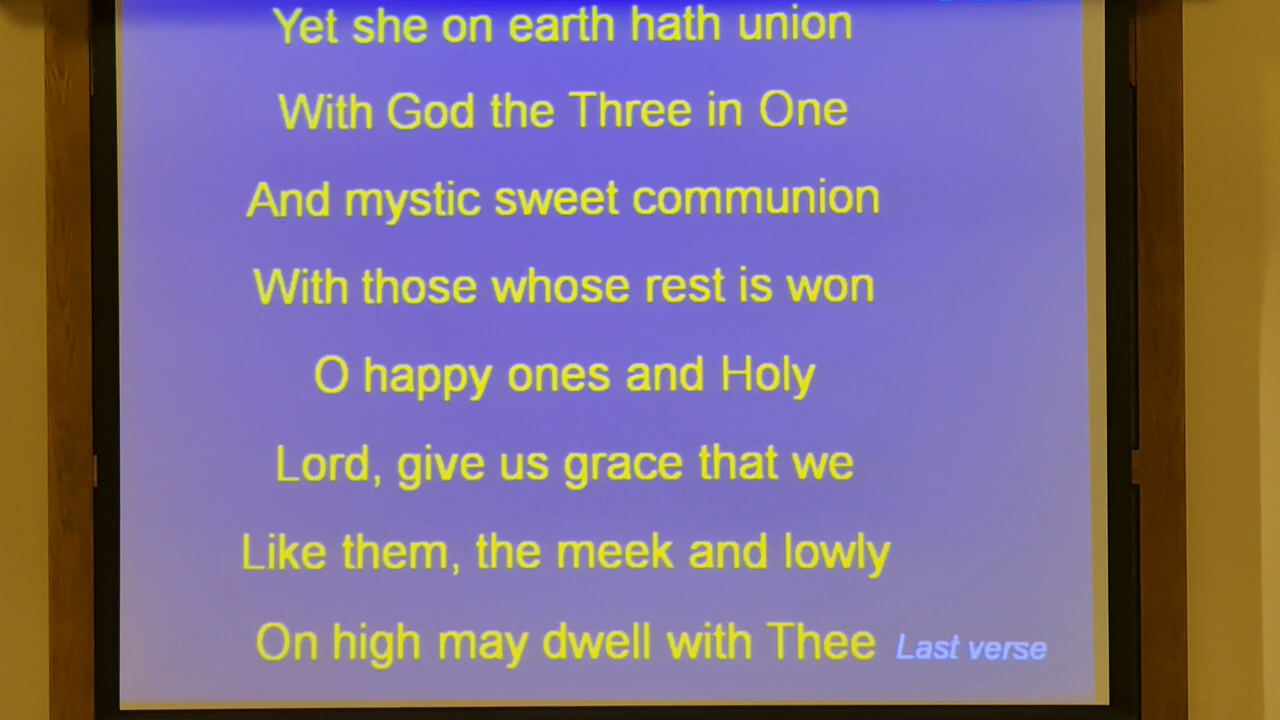 Yet she on earth hath union
With God the Three in One
And mystic sweet communion
With those whose rest is won
O happy ones and Holy
Lord, give us grace that we
Like them, the meek and lowly
On high may dwell with Thee Last verse